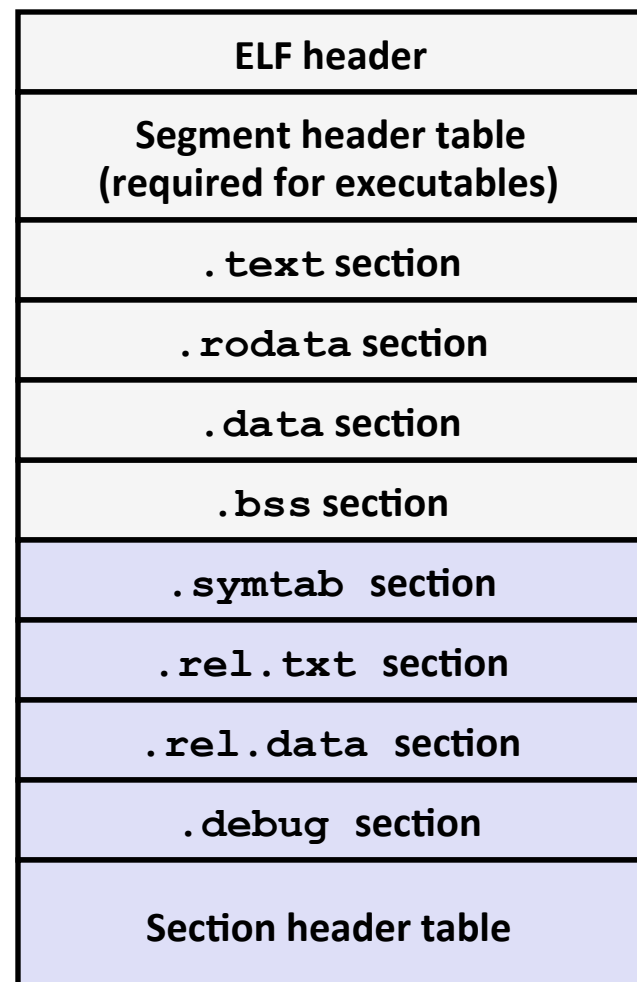 ELF header
Segment header table
(required for executables)
.text section
.rodata section
.data section
.bss section
.symtab section
.rel.txt section
.rel.data section
.debug section
Section header table